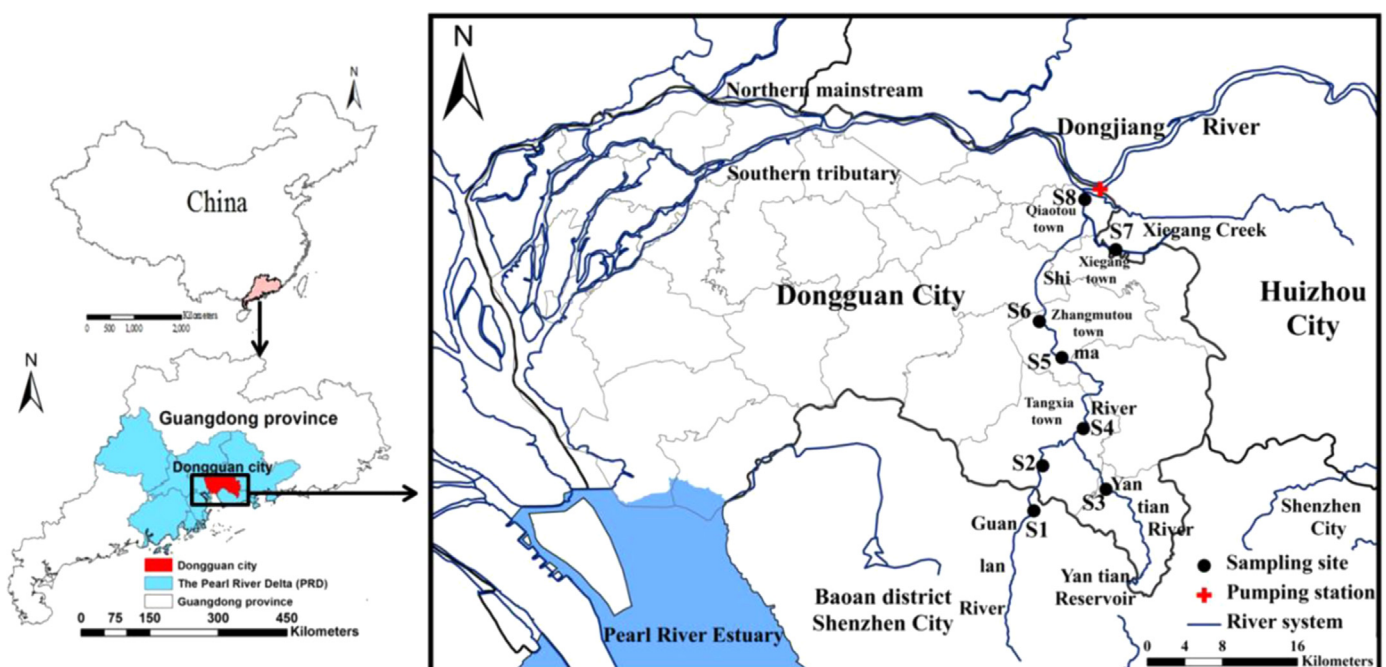 N
China
Kilometers
0 500 1,000 2,000
N
Guangdong province
Dongguan city
Dongguan city
The Pearl River Delta (PRD)
Guangdong province
0 75 150 300 450
Kilometers
N
Northern mainstream
Dongjiang River
Southern tributary
S8
Qiaotou
town
S7
Xiegang Creek
Xiegang
town
Shi
Dongguan City
Huizhou
City
S6
Zhangmutou
town
S5
ma
Tangxia
town
River
S4
S2
S3
Yan
tian
River
Guan
S1
lan
River
Shenzhen
City
Yan tian
Reservoir
Baoan district
Shenzhen City
Pearl River Estuary
Sampling site
Pumping station
River system
0 4 8 16
Kilometers